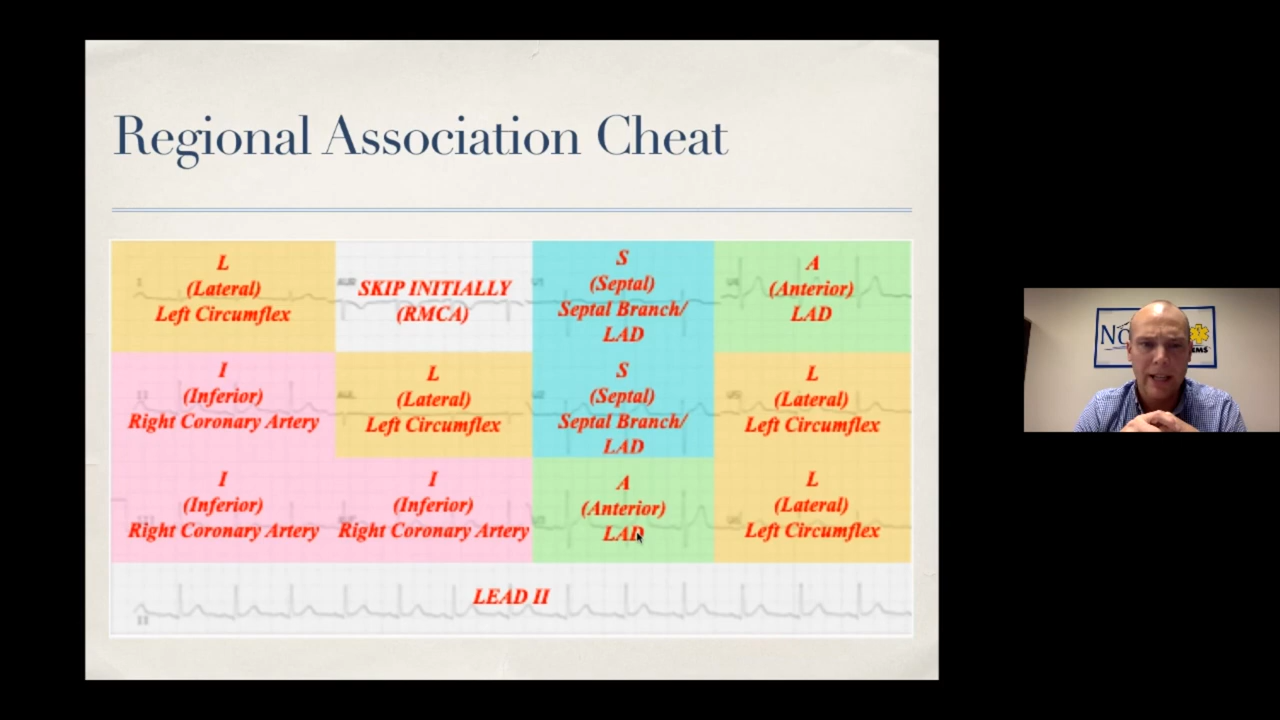 Regional Association Cheat
L
(Lateral)
Left Circumflex
SKIP INITIALLY
(RMCA)
S
(Septal)
Septal Branch/
LAD
A
(Anterior)
LAD
I
(Inferior)
Right Coronary Artery
L
(Lateral)
Left Circumflex
S
(Septal)
Septal Branch/
LAD
L
(Lateral)
Left Circumflex
I
(Inferior)
Right Coronary Artery
I
(Inferior)
Right Coronary Artery
A
(Anterior)
LAD
L
(Lateral)
Left Circumflex
LEAD II
II